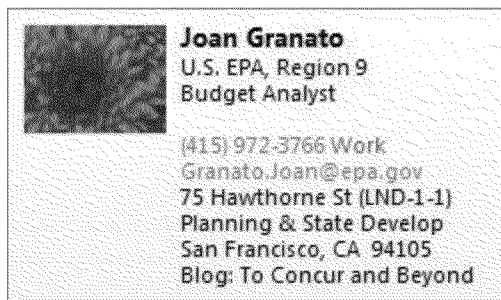 Joan Granato
U.S. EPA, Region 9
Budget Analyst
(415) 972-3766 Work
Granato.Joan@epa.gov
75 Hawthorne St (LND-1-1)
Planning & State Develop
San Francisco, CA 94105
Blog: To Concur and Beyond